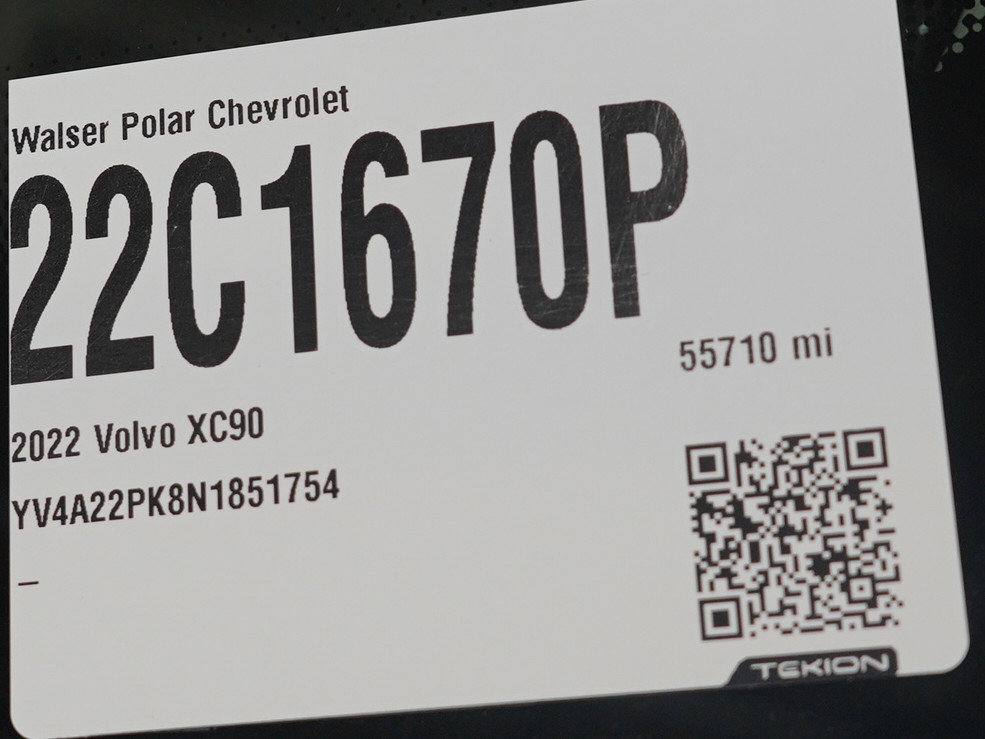 Walser Polar Chevrolet
22C1670P
55710 mi
2022 Volvo XC90
YV4A22PK8N1851754
–
TEKION